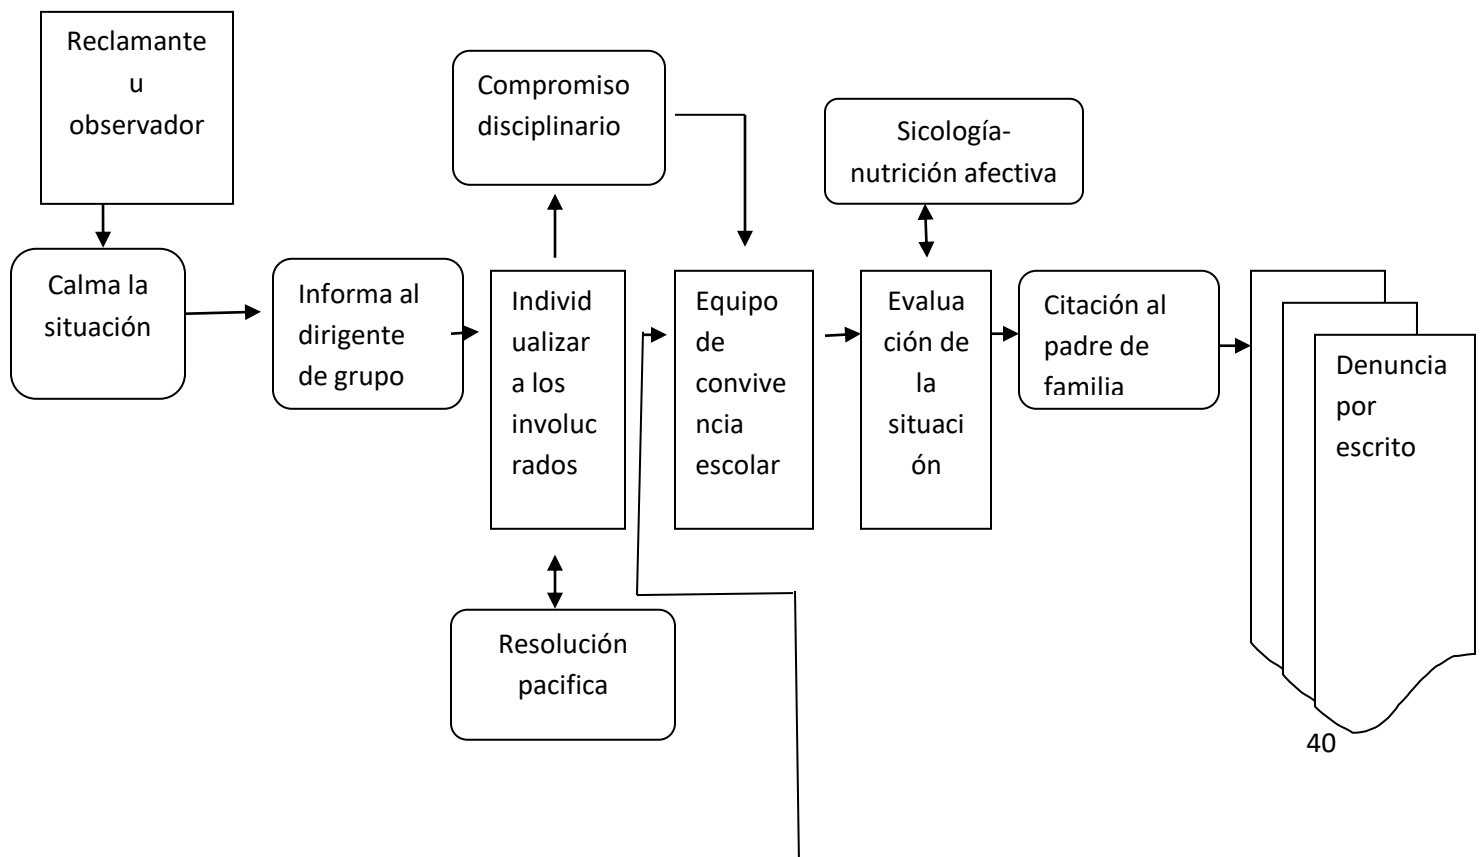 Reclamante
u
observador
Compromiso
disciplinario
Sicología-
nutrición afectiva
Calma la
situación
Informa al
dirigente
de grupo
Individ
ualizar
a los
involuc
rados
Equipo
de
convive
ncia
escolar
Evalua
ción de
la
situaci
ón
Citación al
padre de
familia
Denuncia
por
escrito
Resolución
pacifica
40